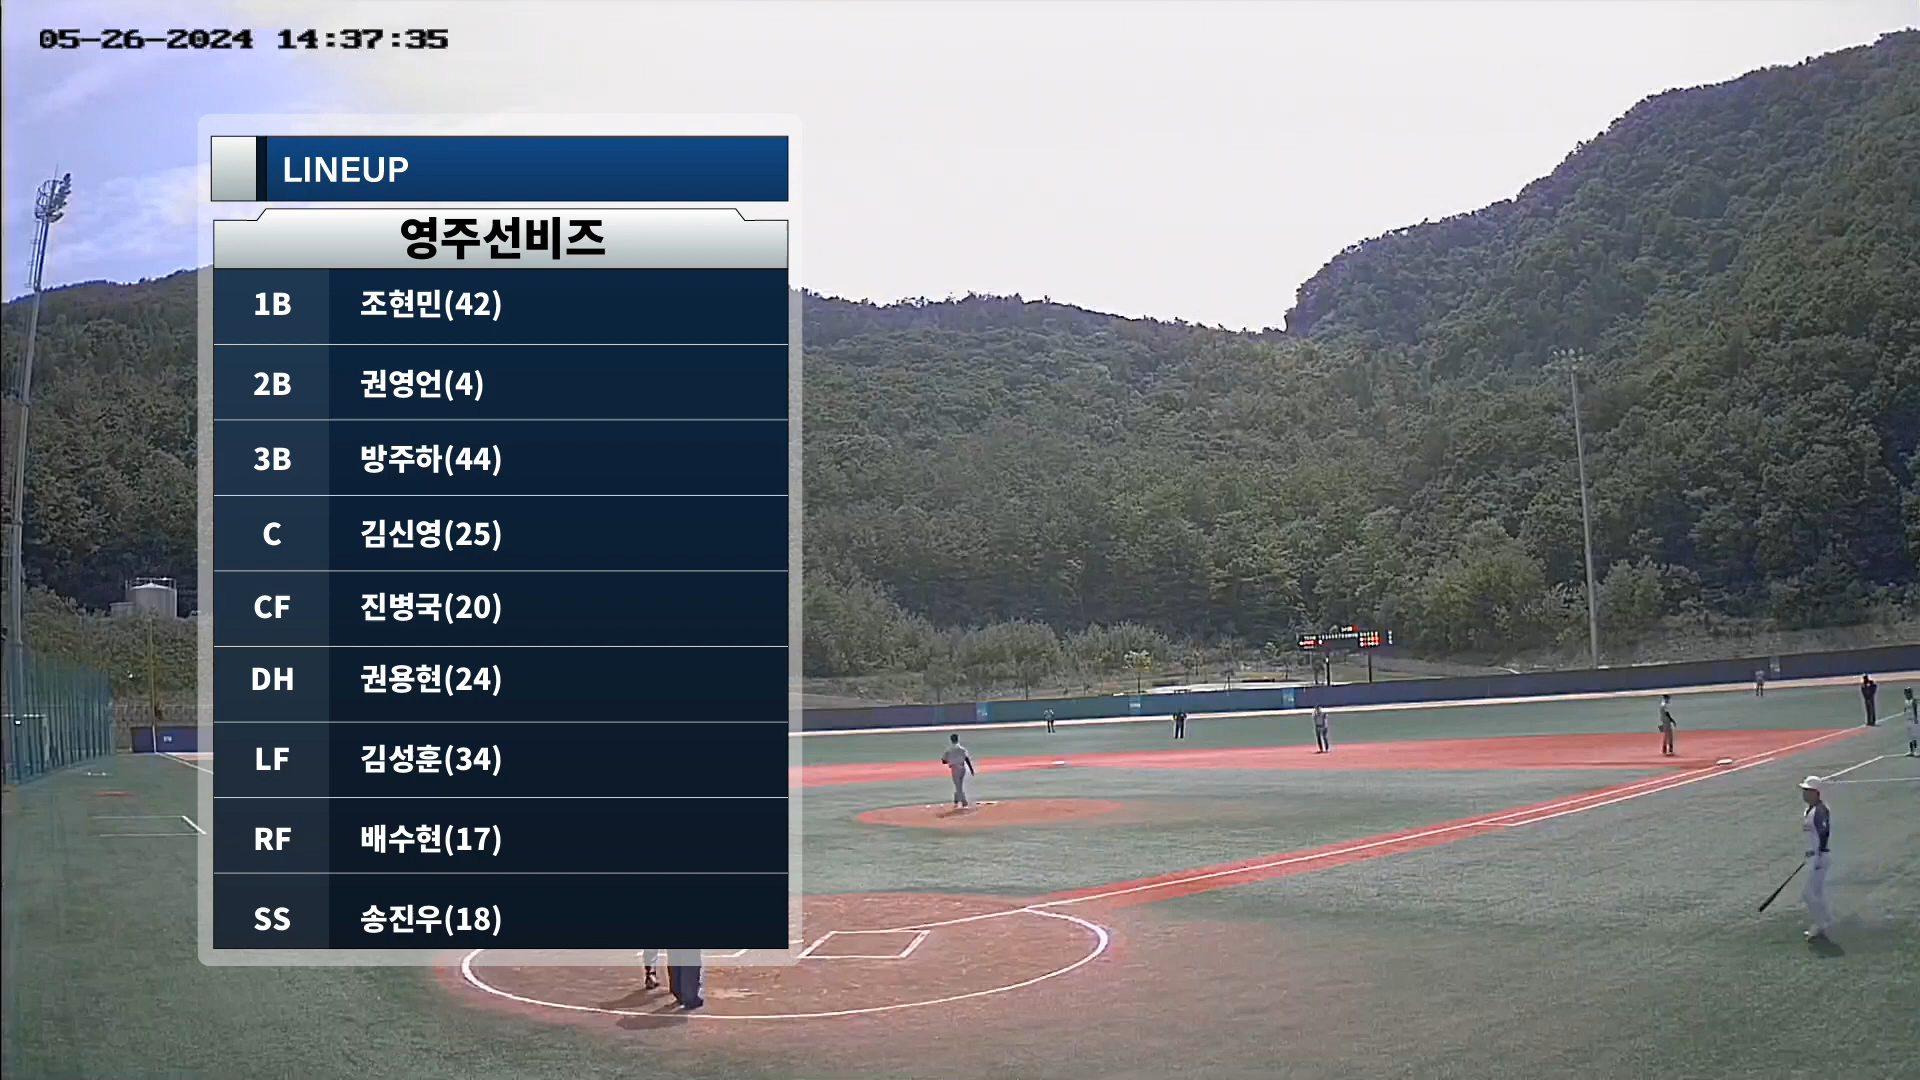 05-26-2024 14:37:35
LINEUP
영주선비즈
1B 조현민(42)
2B 권영언(4)
3B 방주하(44)
C 김신영(25)
CF 진병국(20)
DH 권용현(24)
LF 김성훈(34)
RF 배수현(17)
SS 송진우(18)